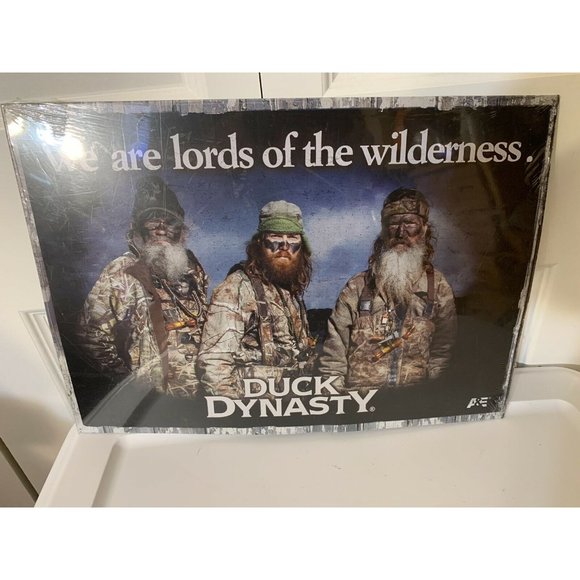 We are lords of the wilderness.
DUCK
DYNASTY®
A&E